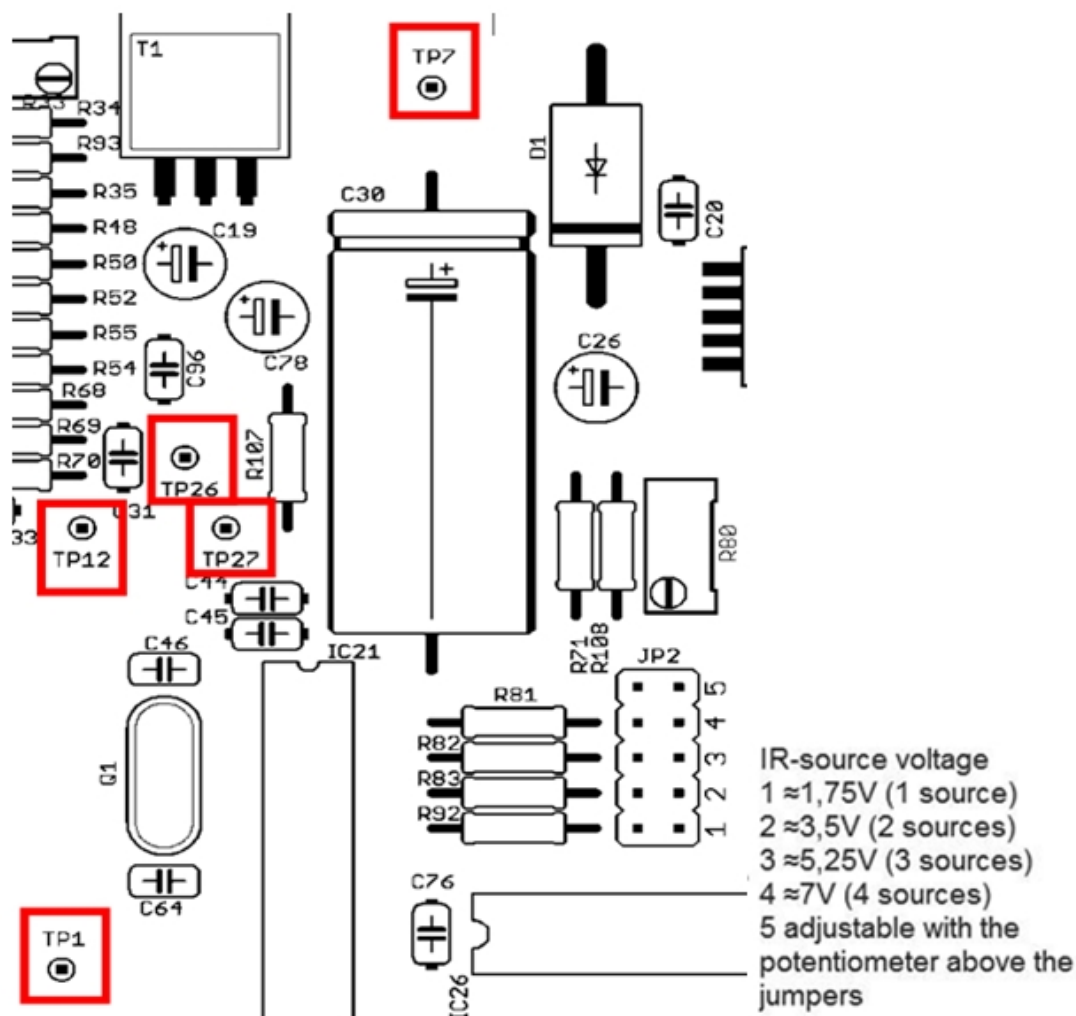 T1
TP7
R34
R93
R35
R48
R50
R52
R55
R54
R68
R69
R70
C19
C78
C96
C30
D1
C20
C26
R107
TP26
TP12
TP27
C44
C45
C46
IC21
Q1
C64
TP1
R71
R108
R80
JP2
5
4
3
2
1
R81
R82
R83
R92
C76
IC26
IR-source voltage
1 ≈1,75V (1 source)
2 ≈3,5V (2 sources)
3 ≈5,25V (3 sources)
4 ≈7V (4 sources)
5 adjustable with the
potentiometer above the
jumpers